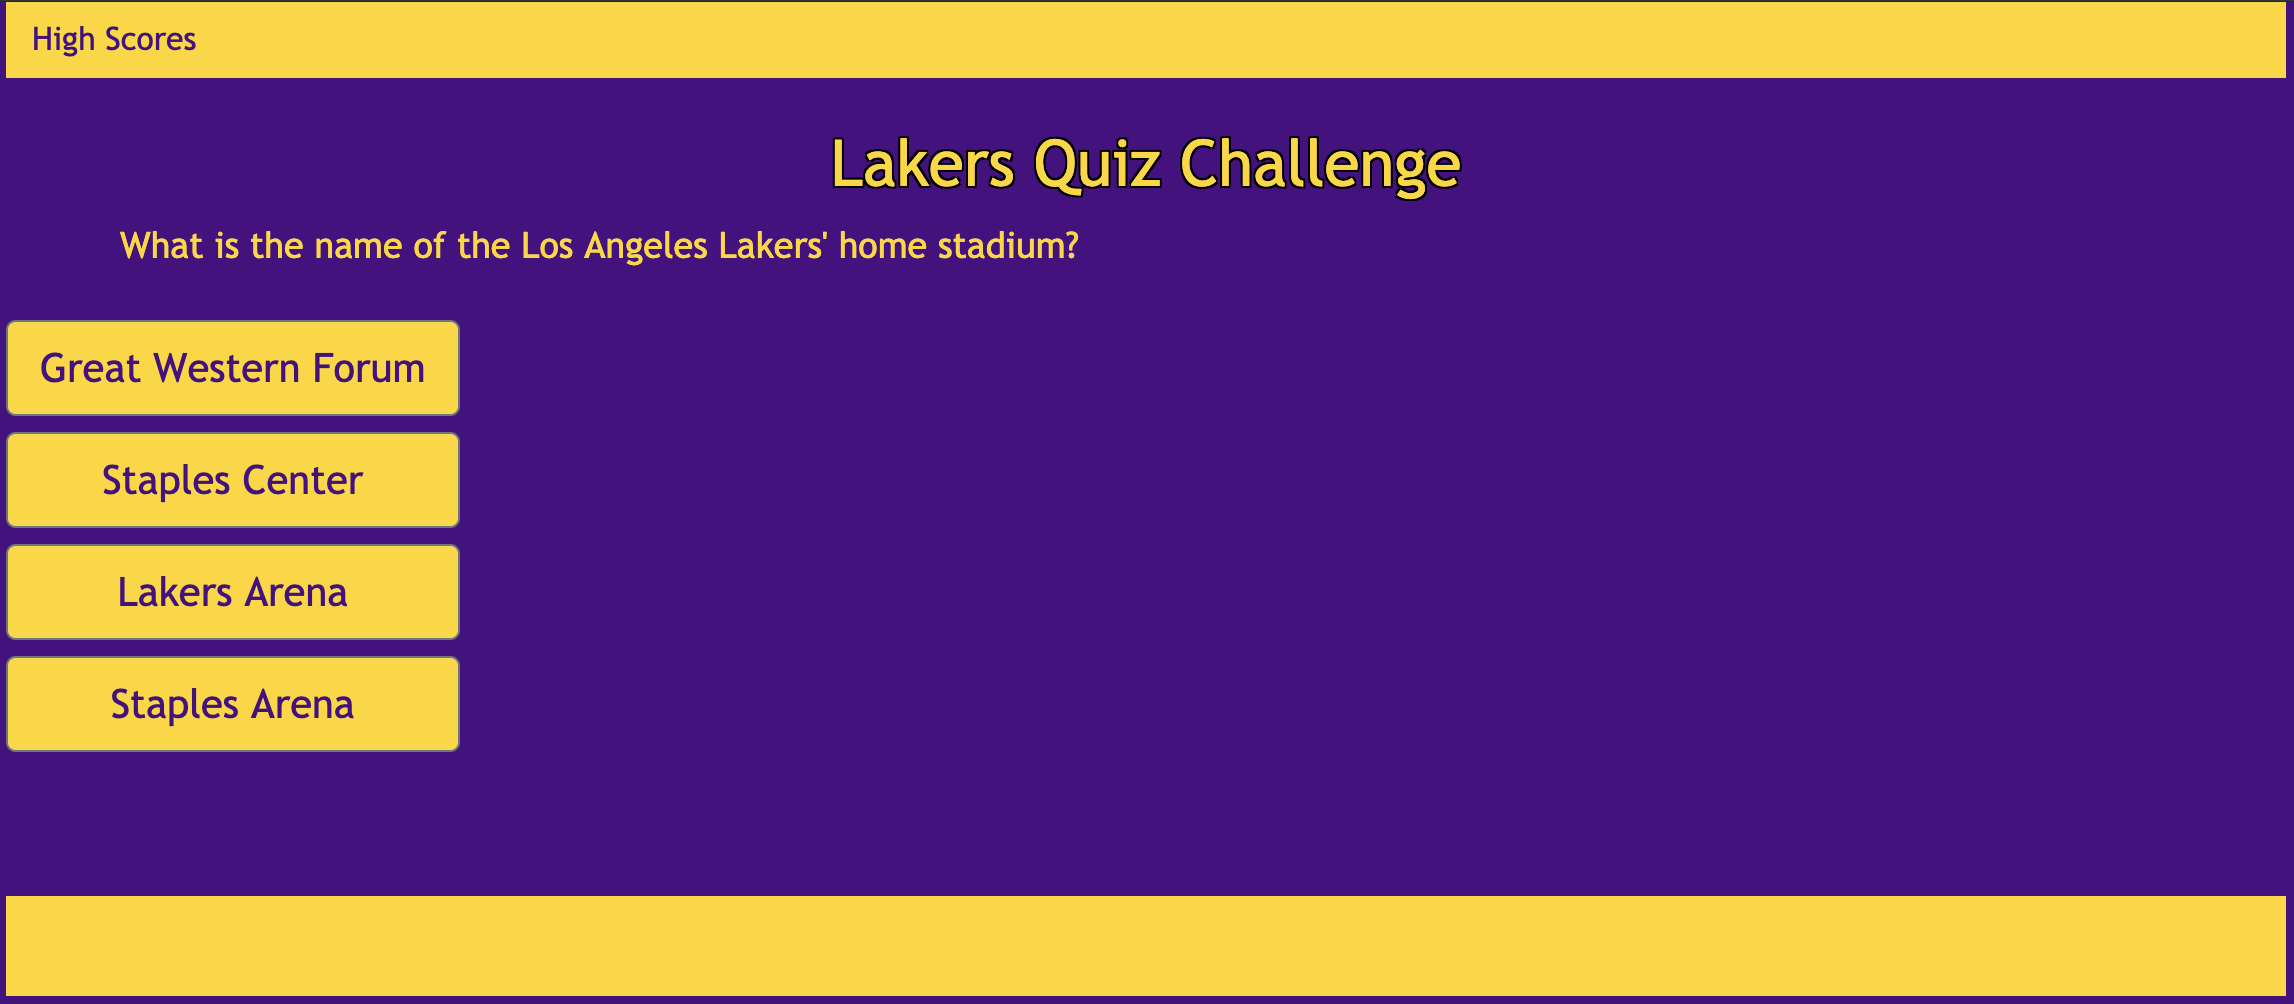 High Scores
Lakers Quiz Challenge
What is the name of the Los Angeles Lakers' home stadium?
Great Western Forum
Staples Center
Lakers Arena
Staples Arena